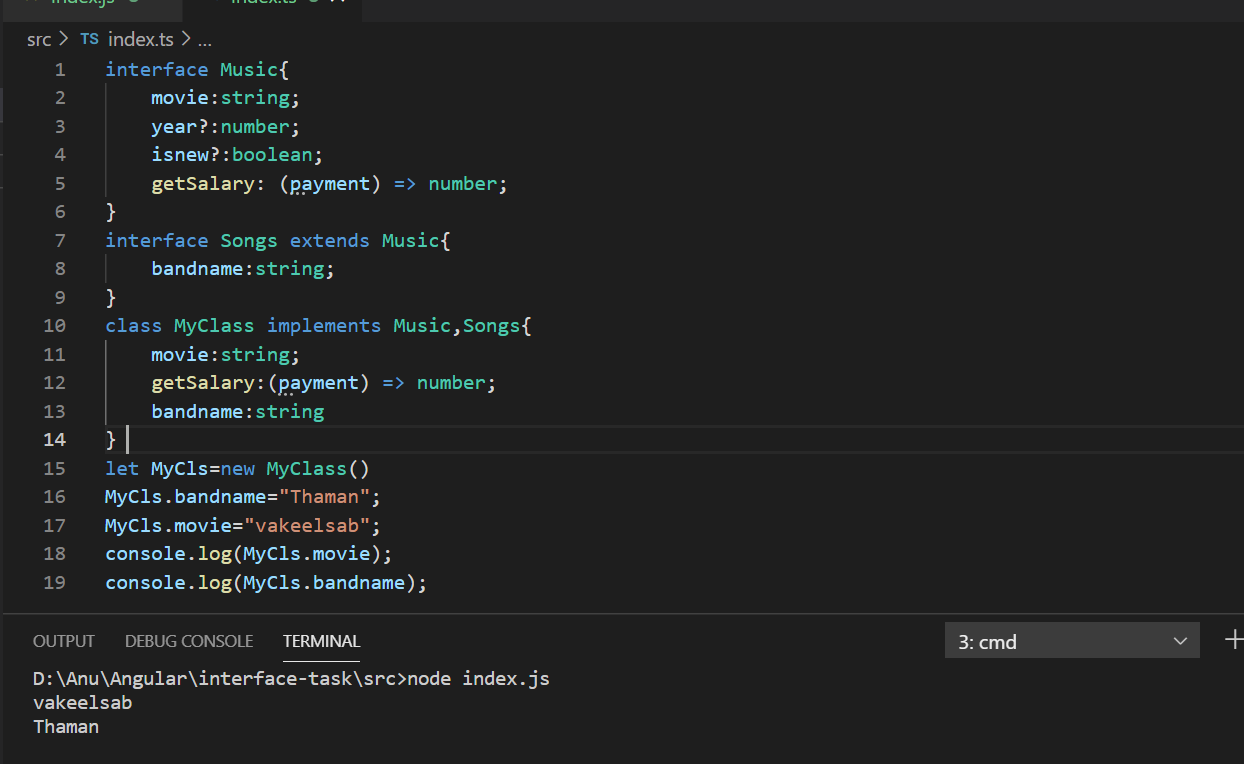 index.js
index.ts
src > TS index.ts > ...
1 interface Music{
2     movie:string;
3     year?:number;
4     isnew?:boolean;
5     getSalary: (payment) => number;
6 }
7 interface Songs extends Music{
8     bandname:string;
9 }
10 class MyClass implements Music,Songs{
11     movie:string;
12     getSalary:(payment) => number;
13     bandname:string
14 }
15 let MyCls=new MyClass()
16 MyCls.bandname="Thaman";
17 MyCls.movie="vakeelsab";
18 console.log(MyCls.movie);
19 console.log(MyCls.bandname);
OUTPUT DEBUG CONSOLE TERMINAL 3: cmd
D:\Anu\Angular\interface-task\src>node index.js
vakeelsab
Thaman